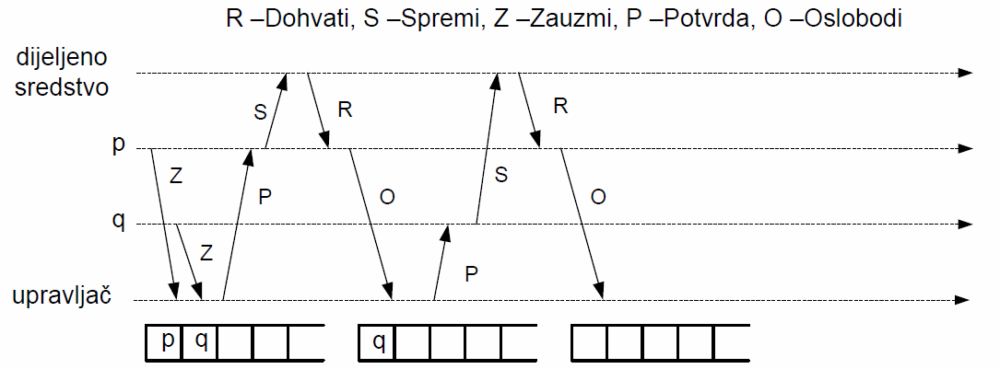 R –Dohvati, S –Spremi, Z –Zauzmi, P –Potvrda, O –Oslobodi
dijeljeno
sredstvo
S
R
R
p
Z
P
O
S
O
q
Z
P
upravljač
p q
q